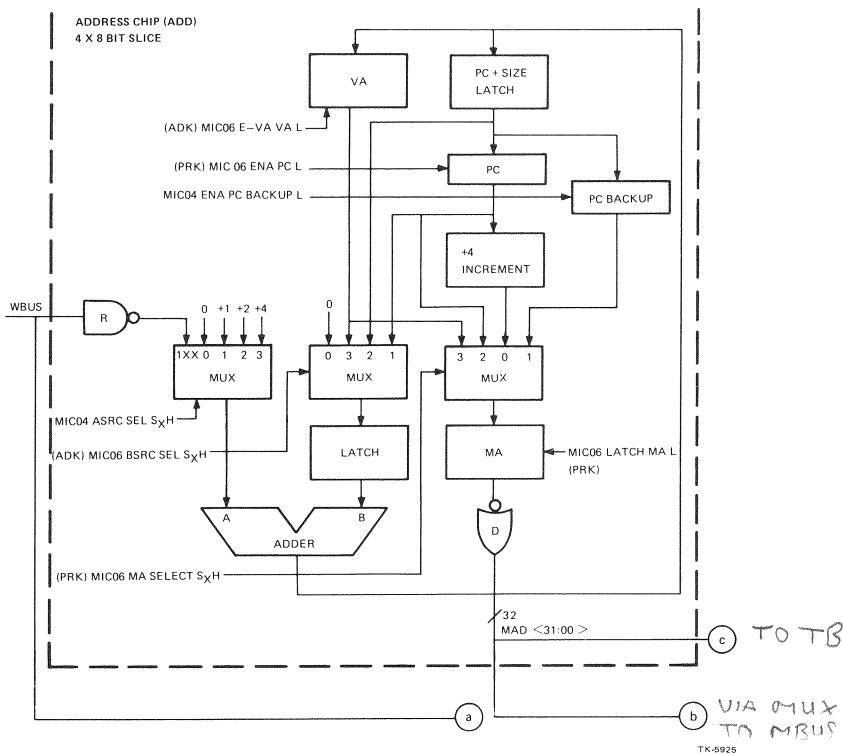 ADDRESS CHIP (ADD)
4 X 8 BIT SLICE
VA
PC + SIZE
LATCH
(ADK) MIC06 E–VA VA L
(PRK) MIC 06 ENA PC L
PC
MIC04 ENA PC BACKUP L
PC BACKUP
+4
INCREMENT
WBUS
R
0 +1 +2 +4
0
1XX 0 1 2 3
MUX
0 3 2 1
MUX
3 2 0 1
MUX
MIC04 ASRC SEL SXH
(ADK) MIC06 BSRC SEL SXH
LATCH
MA
MIC06 LATCH MA L
(PRK)
A
B
ADDER
D
(PRK) MIC06 MA SELECT SXH
32
MAD <31:00 >
c
TO TB
a
b
VIA MUX
TO MBUS
TK-5925